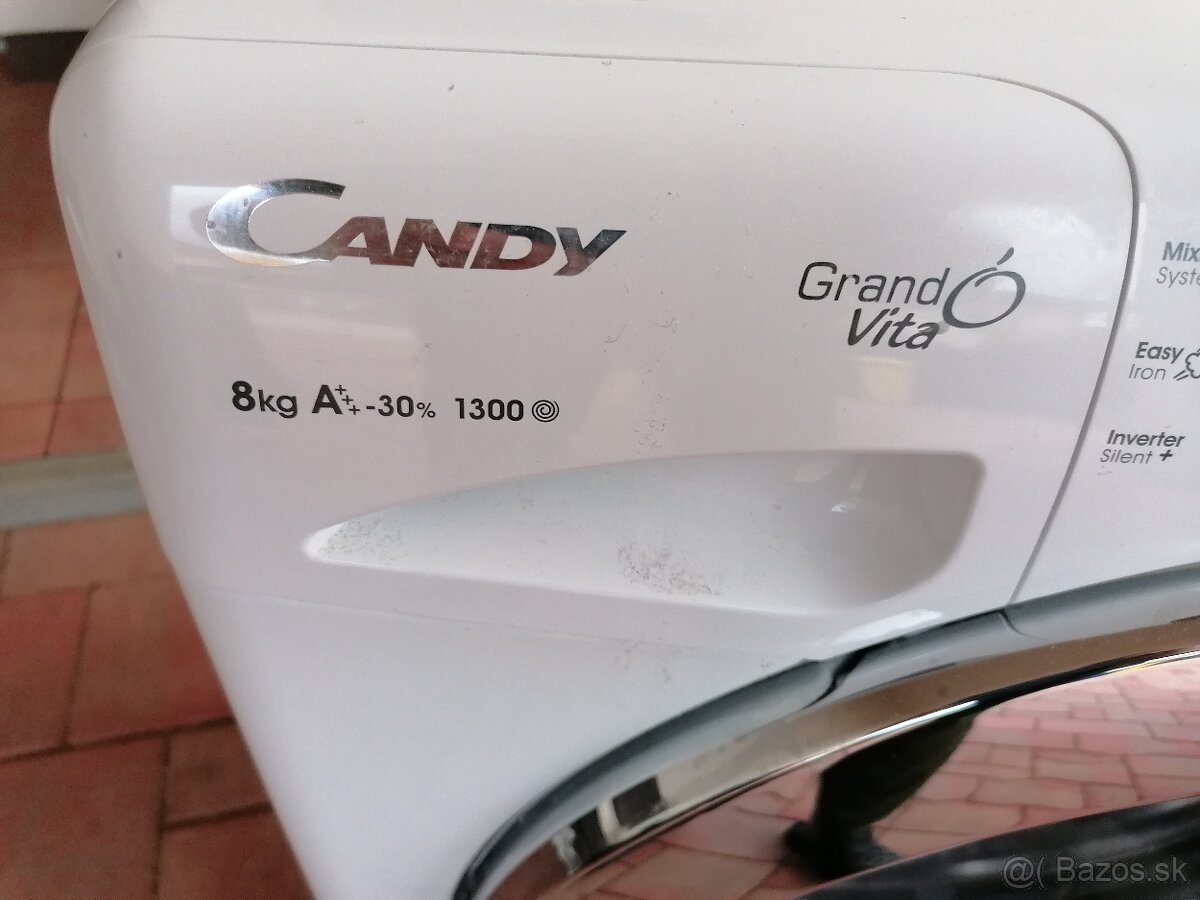 CANDY
Grand Ó
Vita
8kg A+++-30% 1300
Easy
Iron
Inverter
Silent +
@( Bazos.sk